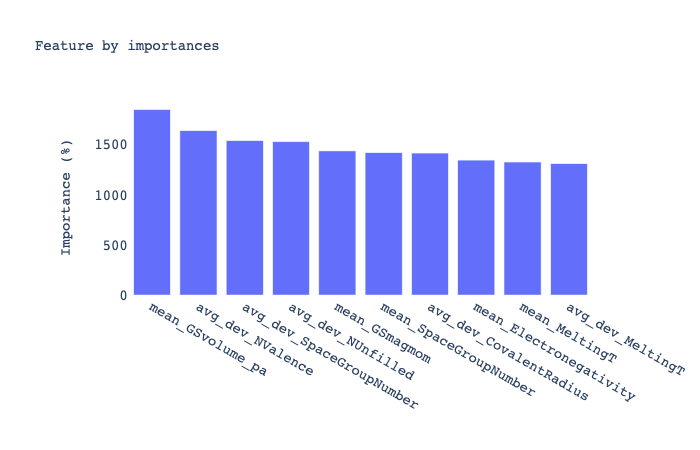 Feature by importances
Importance (%)
1500
1000
500
0
mean_GSvolume_pa
avg_dev_NValence
avg_dev_SpaceGroupNumber
avg_dev_NUnfilled
mean_GSmagmom
mean_SpaceGroupNumber
avg_dev_CovalentRadius
mean_Electronegativity
mean_MeltingT
avg_dev_MeltingT